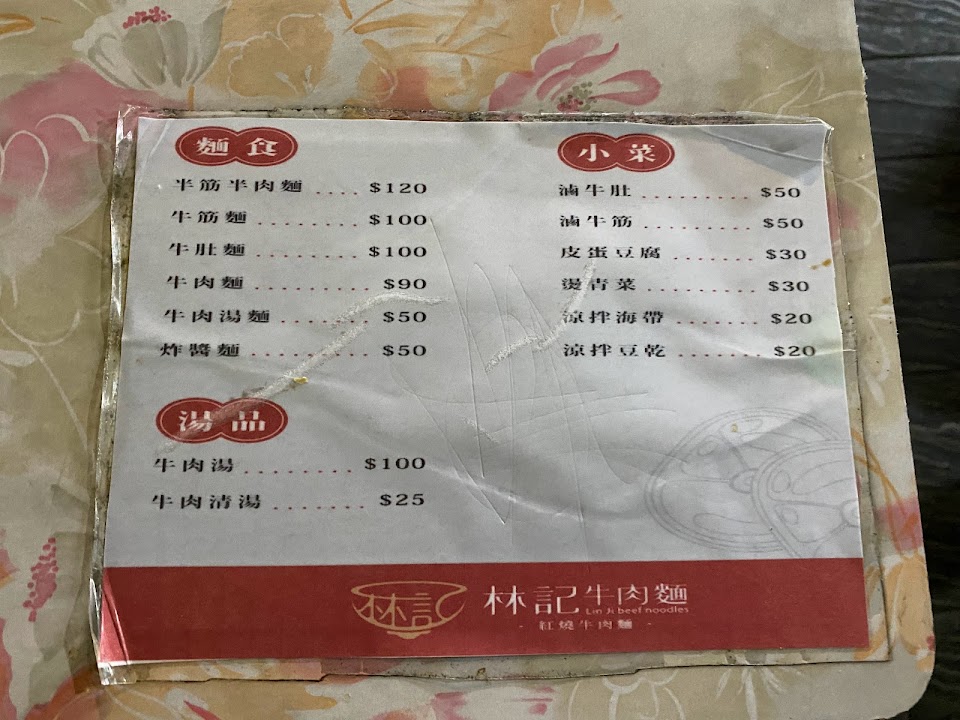 麵食
半筋半肉麵 .... $120
牛筋麵 ........ $100
牛肚麵 ........ $100
牛肉麵 ......... $90
牛肉湯麵 ....... $50
炸醬麵 ......... $50
湯品
牛肉湯 ........ $100
牛肉清湯 ....... $25
小菜
滷牛肚 ........ $50
滷牛筋 ........ $50
皮蛋豆腐 ....... $30
燙青菜 ........ $30
涼拌海帶 ....... $20
涼拌豆乾 ....... $20
林記
林記牛肉麵
Lin Ji beef noodles
- 紅燒牛肉麵 -